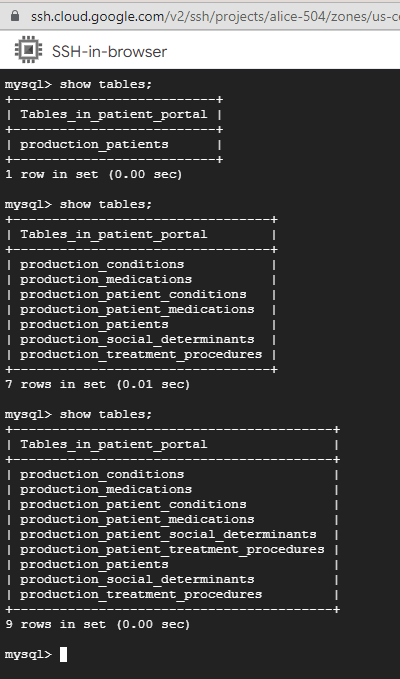 ssh.cloud.google.com/v2/ssh/projects/alice-504/zones/us-c
SSH-in-browser
mysql> show tables;
+--------------------------+
| Tables_in_patient_portal |
+--------------------------+
| production_patients      |
+--------------------------+
1 row in set (0.00 sec)
mysql> show tables;
+---------------------------------+
| Tables_in_patient_portal        |
+---------------------------------+
| production_conditions           |
| production_medications          |
| production_patient_conditions   |
| production_patient_medications  |
| production_patients             |
| production_social_determinants  |
| production_treatment_procedures |
+---------------------------------+
7 rows in set (0.01 sec)
mysql> show tables;
+-----------------------------------------+
| Tables_in_patient_portal                |
+-----------------------------------------+
| production_conditions                   |
| production_medications                  |
| production_patient_conditions           |
| production_patient_medications          |
| production_patient_social_determinants  |
| production_patient_treatment_procedures |
| production_patients                     |
| production_social_determinants          |
| production_treatment_procedures         |
+-----------------------------------------+
9 rows in set (0.00 sec)
mysql>